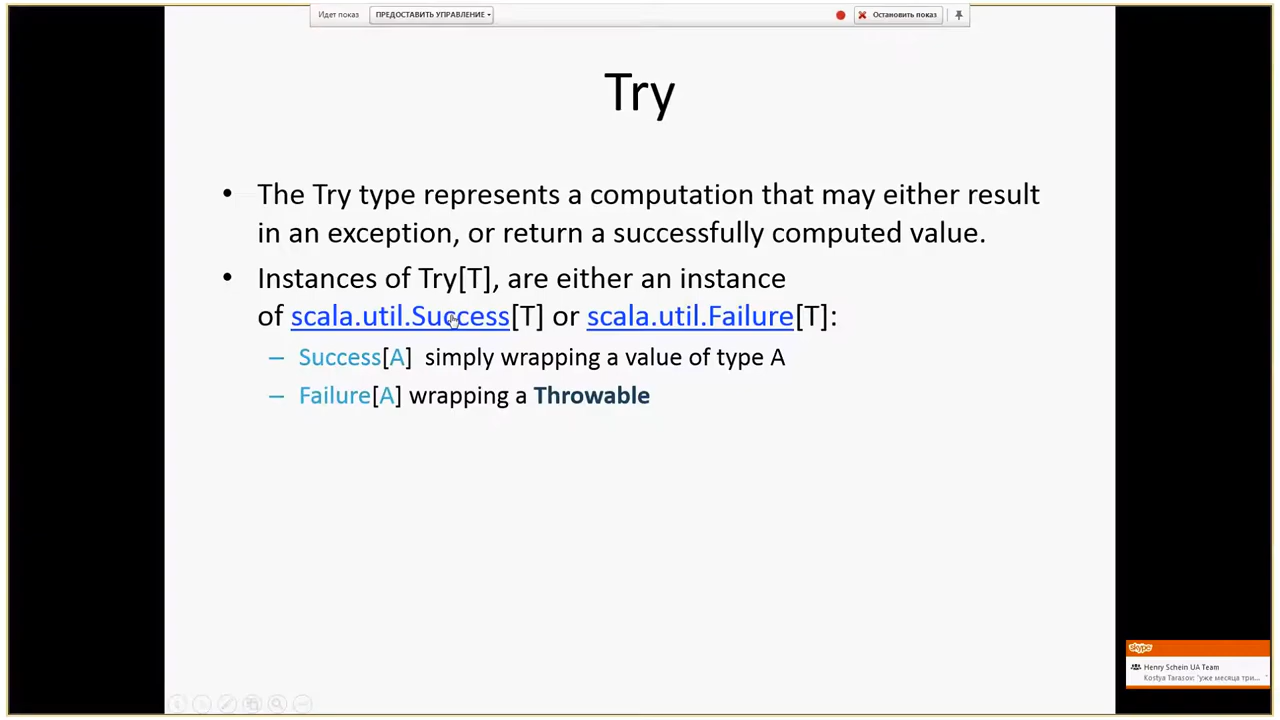 Идет показ
ПРЕДОСТАВИТЬ УПРАВЛЕНИЕ
Остановить показ
Try
• The Try type represents a computation that may either result
in an exception, or return a successfully computed value.
• Instances of Try[T], are either an instance
of scala.util.Success[T] or scala.util.Failure[T]:
– Success[A] simply wrapping a value of type A
– Failure[A] wrapping a Throwable
skype
Henry Schein UA Team
Kostya Tarasov: "уже месяца три...